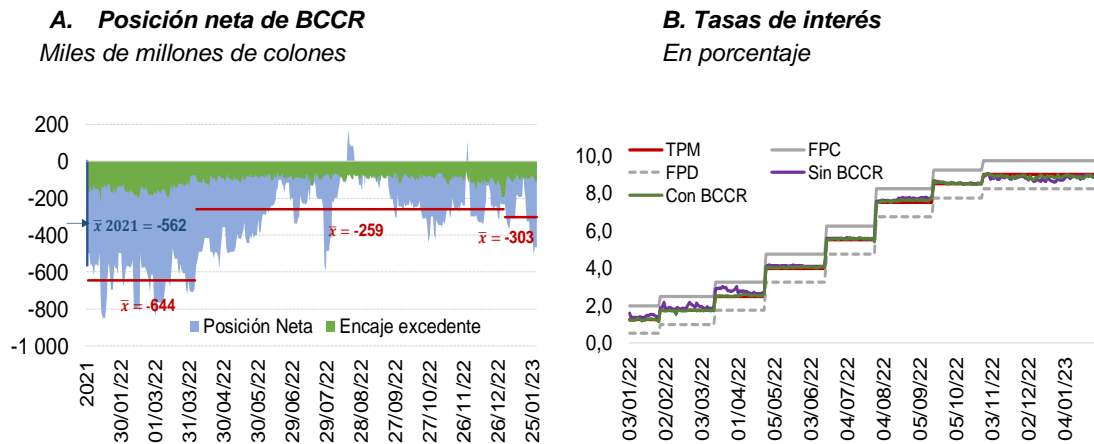 A. Posición neta de BCCR
Miles de millones de colones
200
0
-200
-400
-600
-800
-1 000
x̅ 2021 = -562
x̅ = -644
x̅ = -259
x̅ = -303
Posición Neta
Encaje excedente
2021
30/01/22
01/03/22
31/03/22
30/04/22
30/05/22
29/06/22
29/07/22
28/08/22
27/09/22
27/10/22
26/11/22
26/12/22
25/01/23
B. Tasas de interés
En porcentaje
10,0
8,0
6,0
4,0
2,0
0,0
TPM
FPC
FPD
Sin BCCR
Con BCCR
03/01/22
02/02/22
03/03/22
01/04/22
05/05/22
03/06/22
04/07/22
04/08/22
05/09/22
05/10/22
03/11/22
02/12/22
04/01/23